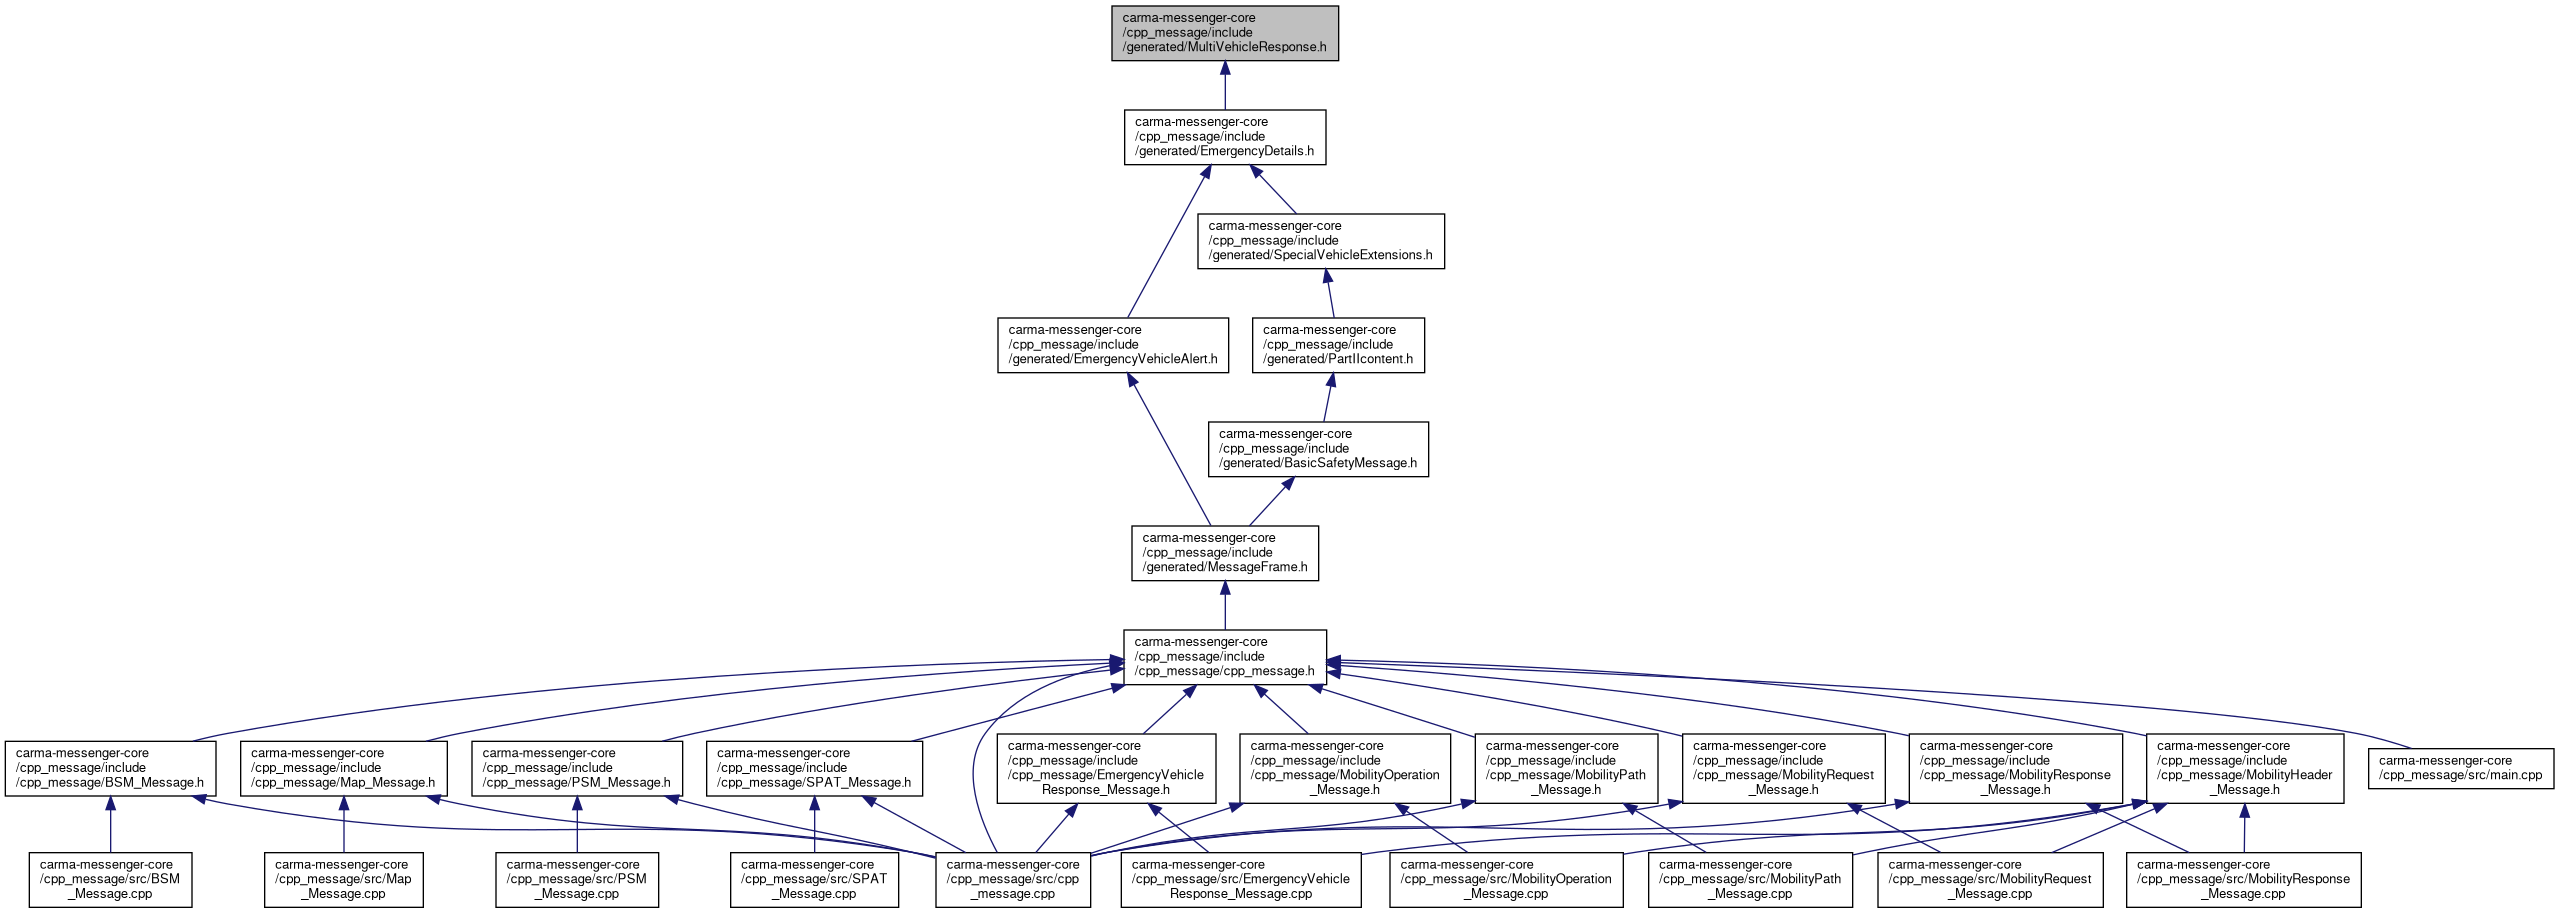 carma-messenger-core
/cpp_message/include
/generated/MultiVehicleResponse.h
carma-messenger-core
/cpp_message/include
/generated/EmergencyDetails.h
carma-messenger-core
/cpp_message/include
/generated/SpecialVehicleExtensions.h
carma-messenger-core
/cpp_message/include
/generated/EmergencyVehicleAlert.h
carma-messenger-core
/cpp_message/include
/generated/PartIIcontent.h
carma-messenger-core
/cpp_message/include
/generated/BasicSafetyMessage.h
carma-messenger-core
/cpp_message/include
/generated/MessageFrame.h
carma-messenger-core
/cpp_message/include
/cpp_message/cpp_message.h
carma-messenger-core
/cpp_message/include
/cpp_message/BSM_Message.h
carma-messenger-core
/cpp_message/include
/cpp_message/Map_Message.h
carma-messenger-core
/cpp_message/include
/cpp_message/PSM_Message.h
carma-messenger-core
/cpp_message/include
/cpp_message/SPAT_Message.h
carma-messenger-core
/cpp_message/include
/cpp_message/EmergencyVehicle
Response_Message.h
carma-messenger-core
/cpp_message/include
/cpp_message/MobilityOperation
_Message.h
carma-messenger-core
/cpp_message/include
/cpp_message/MobilityPath
_Message.h
carma-messenger-core
/cpp_message/include
/cpp_message/MobilityRequest
_Message.h
carma-messenger-core
/cpp_message/include
/cpp_message/MobilityResponse
_Message.h
carma-messenger-core
/cpp_message/include
/cpp_message/MobilityHeader
_Message.h
carma-messenger-core
/cpp_message/src/main.cpp
carma-messenger-core
/cpp_message/src/BSM
_Message.cpp
carma-messenger-core
/cpp_message/src/Map
_Message.cpp
carma-messenger-core
/cpp_message/src/PSM
_Message.cpp
carma-messenger-core
/cpp_message/src/SPAT
_Message.cpp
carma-messenger-core
/cpp_message/src/cpp
_message.cpp
carma-messenger-core
/cpp_message/src/EmergencyVehicle
Response_Message.cpp
carma-messenger-core
/cpp_message/src/MobilityOperation
_Message.cpp
carma-messenger-core
/cpp_message/src/MobilityPath
_Message.cpp
carma-messenger-core
/cpp_message/src/MobilityRequest
_Message.cpp
carma-messenger-core
/cpp_message/src/MobilityResponse
_Message.cpp